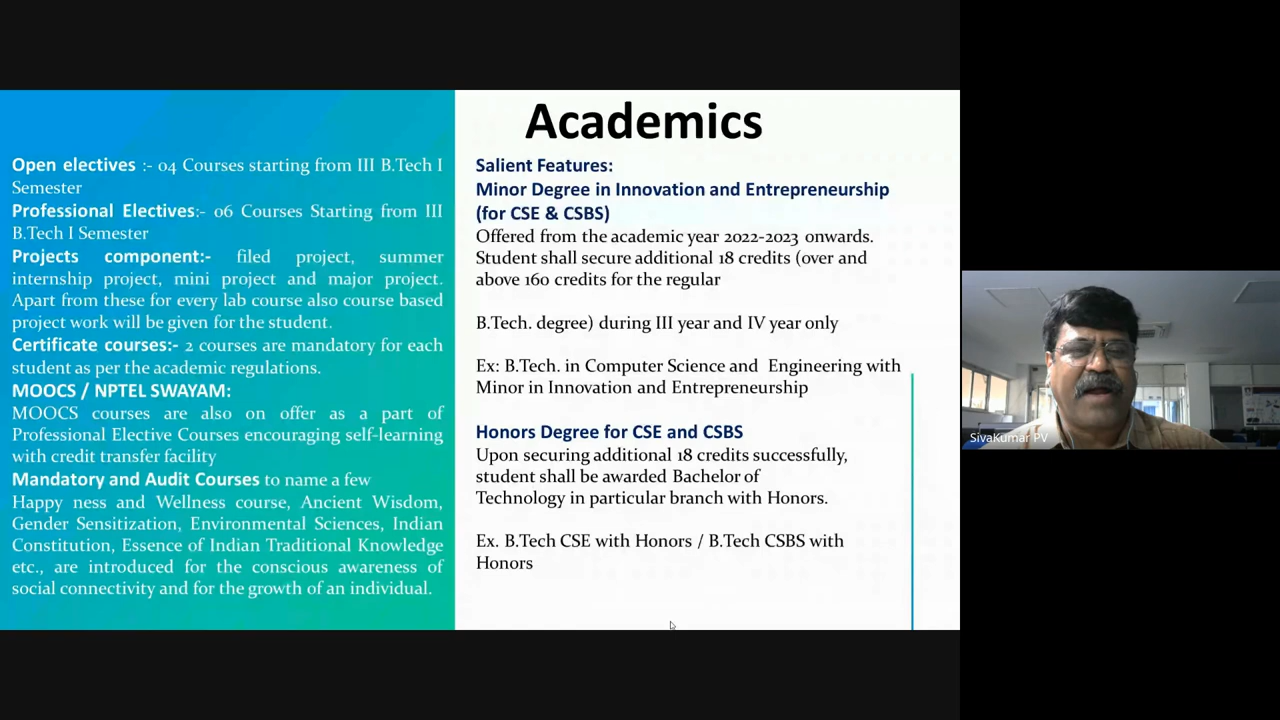 Academics
Open electives :- 04 Courses starting from III B.Tech I
Semester
Professional Electives:- 06 Courses Starting from III
B.Tech I Semester
Projects component:- filed project, summer
internship project, mini project and major project.
Apart from these for every lab course also course based
project work will be given for the student.
Certificate courses:- 2 courses are mandatory for each
student as per the academic regulations.
MOOCS / NPTEL SWAYAM:
MOOCS courses are also on offer as a part of
Professional Elective Courses encouraging self-learning
with credit transfer facility
Mandatory and Audit Courses to name a few
Happy ness and Wellness course, Ancient Wisdom,
Gender Sensitization, Environmental Sciences, Indian
Constitution, Essence of Indian Traditional Knowledge
etc., are introduced for the conscious awareness of
social connectivity and for the growth of an individual.
Salient Features:
Minor Degree in Innovation and Entrepreneurship
(for CSE & CSBS)
Offered from the academic year 2022-2023 onwards.
Student shall secure additional 18 credits (over and
above 160 credits for the regular
B.Tech. degree) during III year and IV year only
Ex: B.Tech. in Computer Science and Engineering with
Minor in Innovation and Entrepreneurship
Honors Degree for CSE and CSBS
Upon securing additional 18 credits successfully,
student shall be awarded Bachelor of
Technology in particular branch with Honors.
Ex. B.Tech CSE with Honors / B.Tech CSBS with
Honors
SivaKumar PV